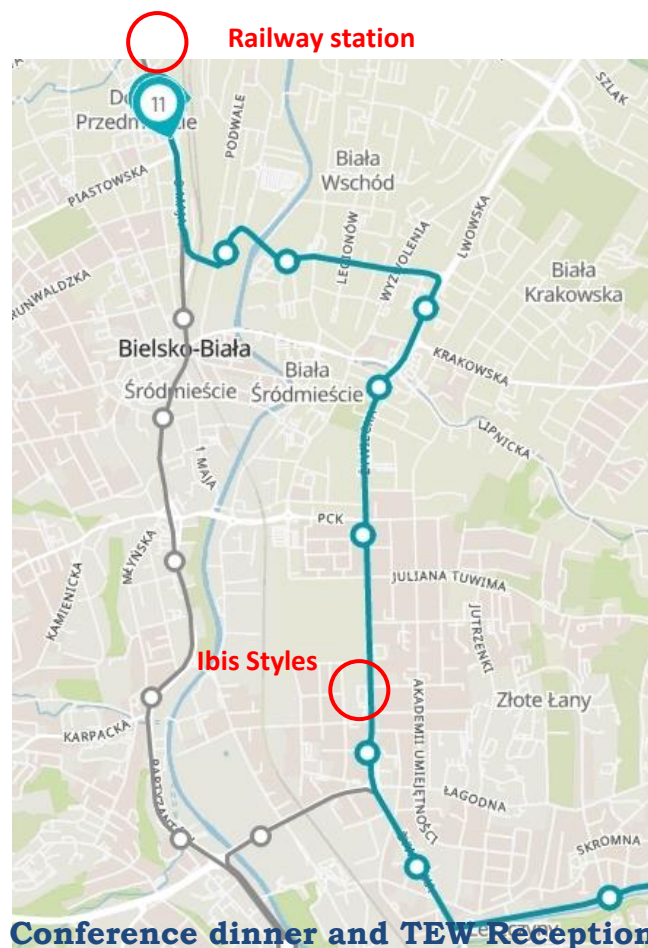 Railway station
SZLAK
11
Przedmieście
PODWALE
Biała
Wschód
PIASTOWSKA
LEGIONÓW
WYZWOLENIA
LWOWSKA
Biała
Krakowska
Bielsko-Biała
KRAKOWSKA
Biała
Śródmieście
Śródmieście
LIPNICKA
1 MAJA
PCK
MŁYŃSKA
JULIANA TUWIMA
KAMIENICKA
JUTRZENKI
Ibis Styles
AKADEMII UMIEJĘTNOŚCI
Złote Łany
KARPACKA
ŁAGODNA
SKROMNA
Conference dinner and TEW Reception